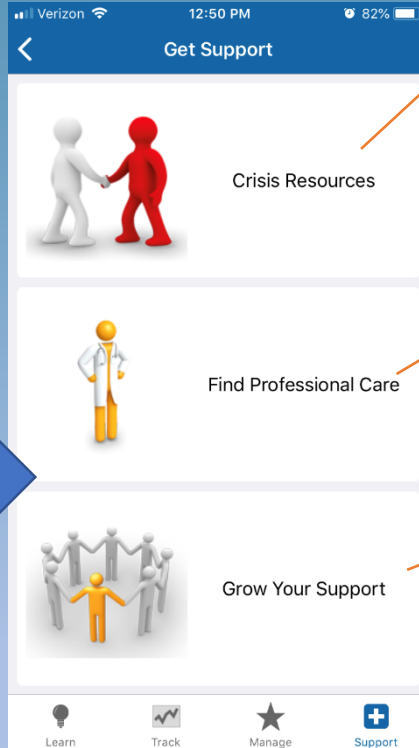 Verizon 12:50 PM 82%
Get Support
Crisis Resources
Find Professional Care
Grow Your Support
Learn Track Manage Support